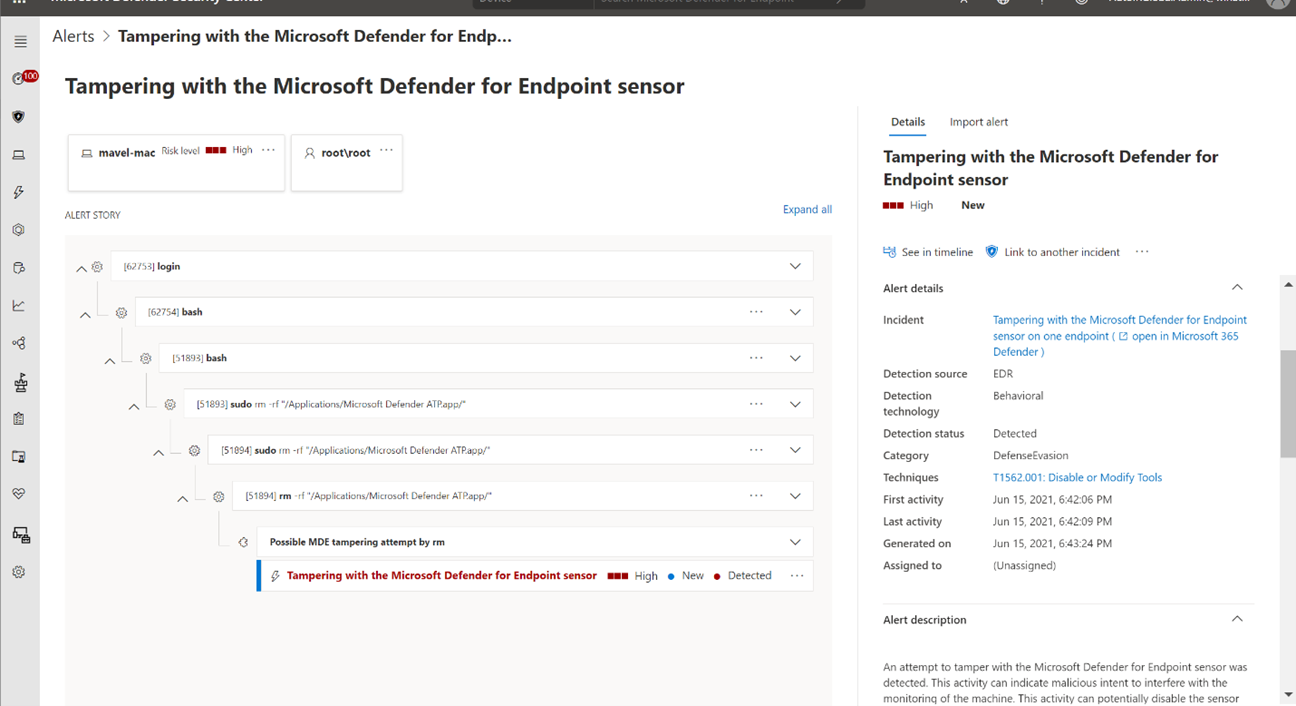 Microsoft Defender Security Center
Device
Search Microsoft Defender for Endpoint
Alerts > Tampering with the Microsoft Defender for Endp...
100
Tampering with the Microsoft Defender for Endpoint sensor
mavel-mac Risk level High ...
root\root ...
ALERT STORY
Expand all
[62753] login
[62754] bash ...
[51893] bash ...
[51893] sudo rm -rf "/Applications/Microsoft Defender ATP.app/" ...
[51894] sudo rm -rf "/Applications/Microsoft Defender ATP.app/" ...
[51894] rm -rf "/Applications/Microsoft Defender ATP.app/" ...
Possible MDE tampering attempt by rm
Tampering with the Microsoft Defender for Endpoint sensor High New Detected ...
Details Import alert
Tampering with the Microsoft Defender for
Endpoint sensor
High New
See in timeline Link to another incident ...
Alert details
Incident Tampering with the Microsoft Defender for Endpoint
sensor on one endpoint ( open in Microsoft 365
Defender )
Detection source EDR
Detection Behavioral
technology
Detection status Detected
Category DefenseEvasion
Techniques T1562.001: Disable or Modify Tools
First activity Jun 15, 2021, 6:42:06 PM
Last activity Jun 15, 2021, 6:42:09 PM
Generated on Jun 15, 2021, 6:43:24 PM
Assigned to (Unassigned)
Alert description
An attempt to tamper with the Microsoft Defender for Endpoint sensor was
detected. This activity can indicate malicious intent to interfere with the
monitoring of the machine. This activity can potentially disable the sensor